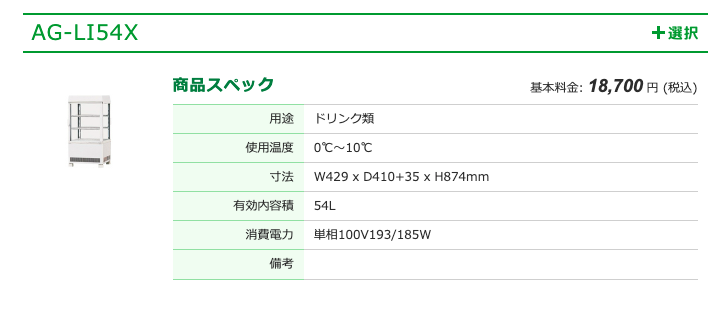 AG-LI54X
+選択
商品スペック
基本料金: 18,700 円 (税込)
用途 ドリンク類
使用温度 0℃～10℃
寸法 W429 x D410+35 x H874mm
有効内容積 54L
消費電力 単相100V193/185W
備考